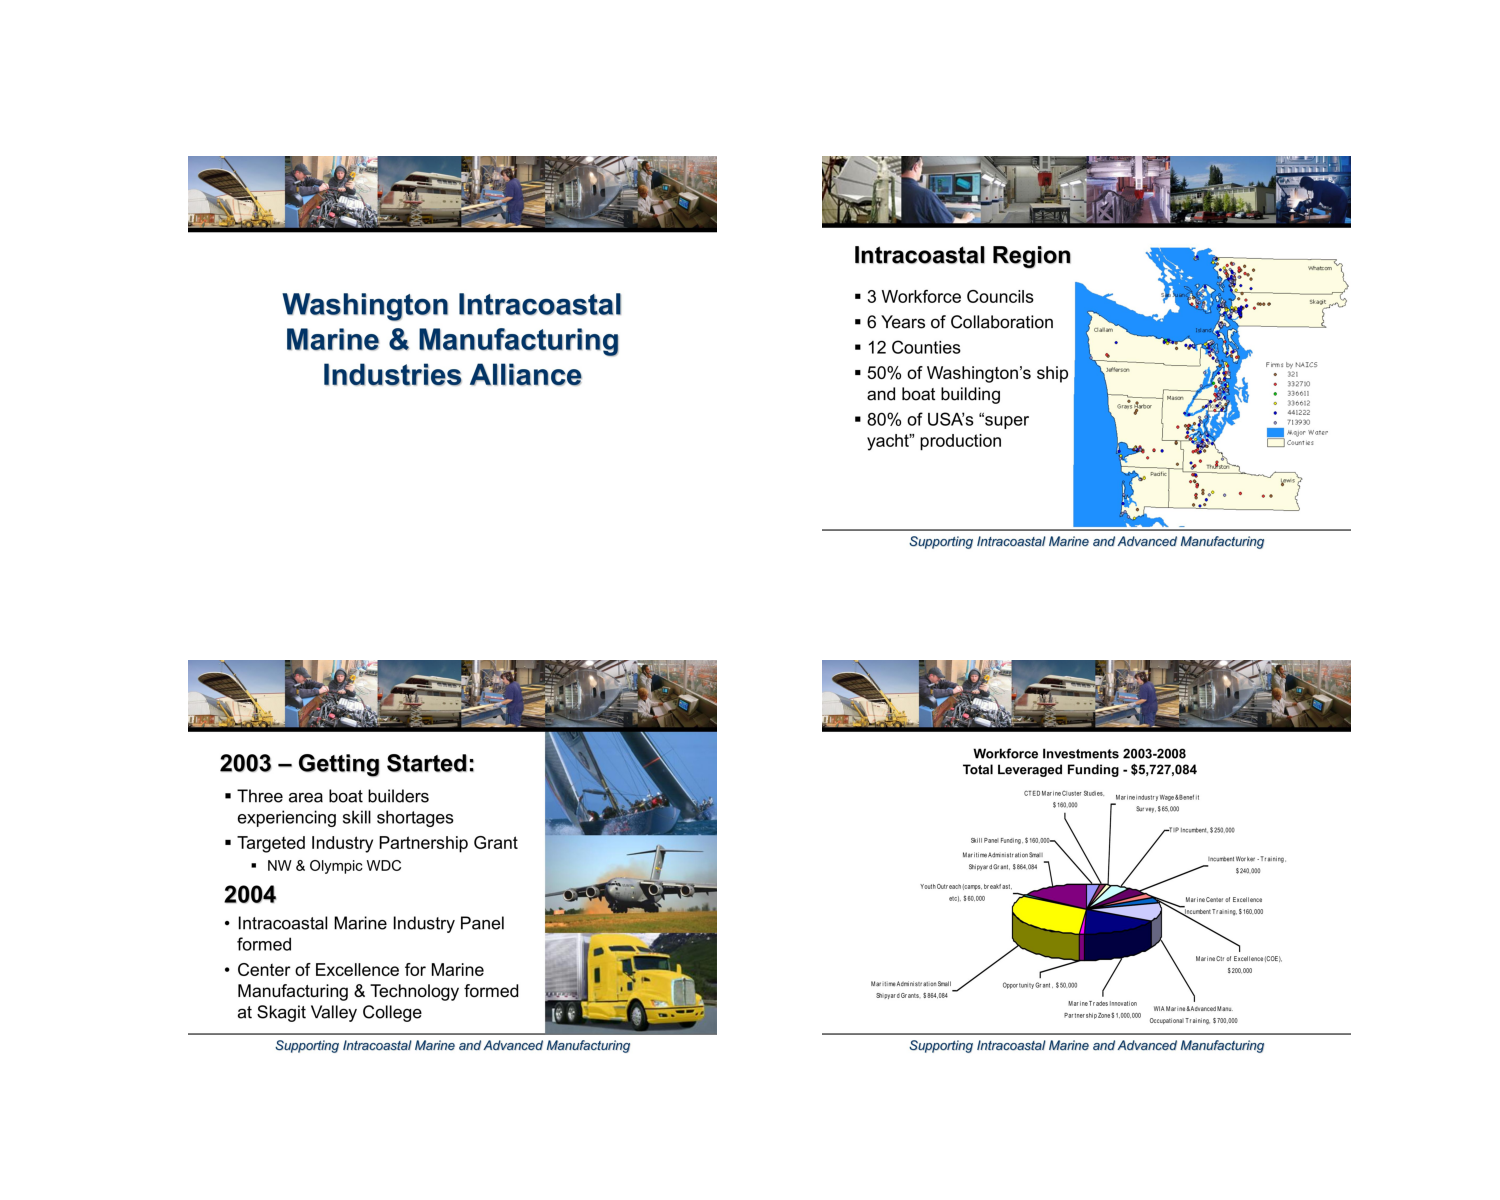 Washington Intracoastal
Marine & Manufacturing
Industries Alliance
Intracoastal Region
▪ 3 Workforce Councils
▪ 6 Years of Collaboration
▪ 12 Counties
▪ 50% of Washington's ship
and boat building
▪ 80% of USA's "super
yacht" production
Whatcom
San Juan
Skagit
Clallam
Island
Jefferson
Grays Harbor
Mason
Thurston
Pacific
Lewis
Firms by NAICS
321
332710
336611
336612
441222
713930
Major Water
Counties
Supporting Intracoastal Marine and Advanced Manufacturing
2003 – Getting Started:
▪ Three area boat builders
experiencing skill shortages
▪ Targeted Industry Partnership Grant
▪ NW & Olympic WDC
2004
• Intracoastal Marine Industry Panel
formed
• Center of Excellence for Marine
Manufacturing & Technology formed
at Skagit Valley College
Supporting Intracoastal Marine and Advanced Manufacturing
Workforce Investments 2003-2008
Total Leveraged Funding - $5,727,084
CTED Marine Cluster Studies,
$160,000
Marine industry Wage & Benefit
Survey, $65,000
TIP Incumbent, $250,000
Skill Panel Funding, $160,000
Maritime Administration Small
Shipyard Grant, $864,084
Incumbent Worker - Training,
$240,000
Youth Outreach (camps, breakfast,
etc), $60,000
Marine Center of Excellence
Incumbent Training, $160,000
Marine Ctr of Excellence (COE),
$200,000
Maritime Administration Small
Shipyard Grants, $864,084
Opportunity Grant, $50,000
Marine Trades Innovation
Partnership Zone $1,000,000
WIA Marine & Advanced Manu.
Occupational Training, $700,000
Supporting Intracoastal Marine and Advanced Manufacturing